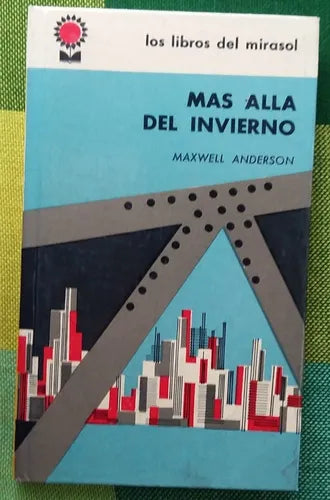 los libros del mirasol
MAS ALLA
DEL INVIERNO
MAXWELL ANDERSON